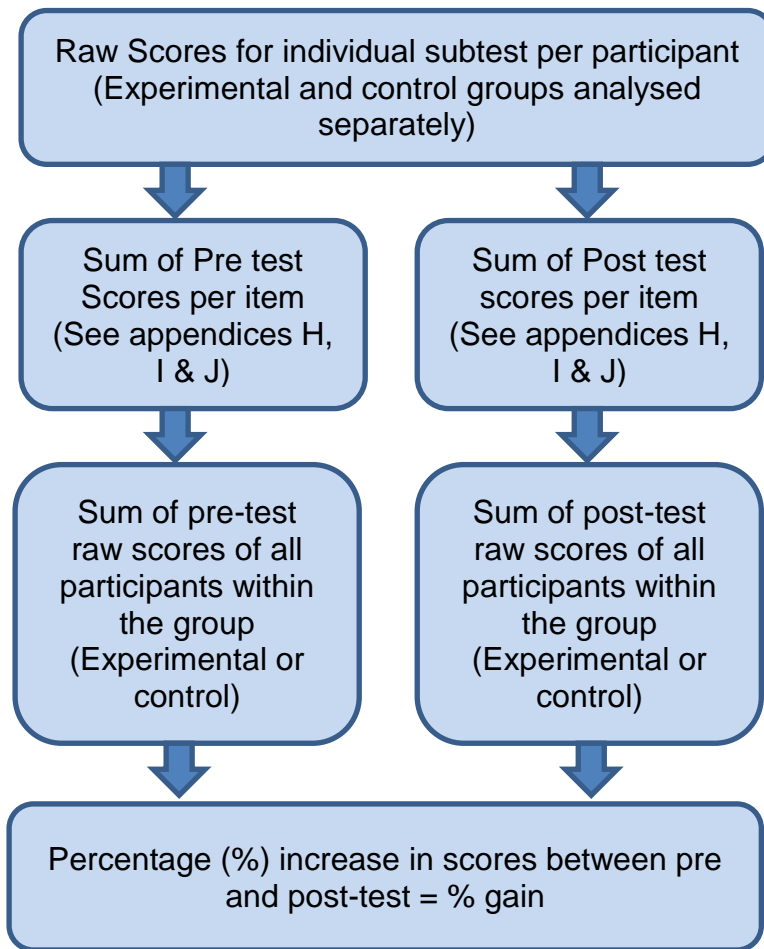 Raw Scores for individual subtest per participant
(Experimental and control groups analysed
separately)
Sum of Pre test
Scores per item
(See appendices H,
I & J)
Sum of Post test
scores per item
(See appendices H,
I & J)
Sum of pre-test
raw scores of all
participants within
the group
(Experimental or
control)
Sum of post-test
raw scores of all
participants within
the group
(Experimental or
control)
Percentage (%) increase in scores between pre
and post-test = % gain